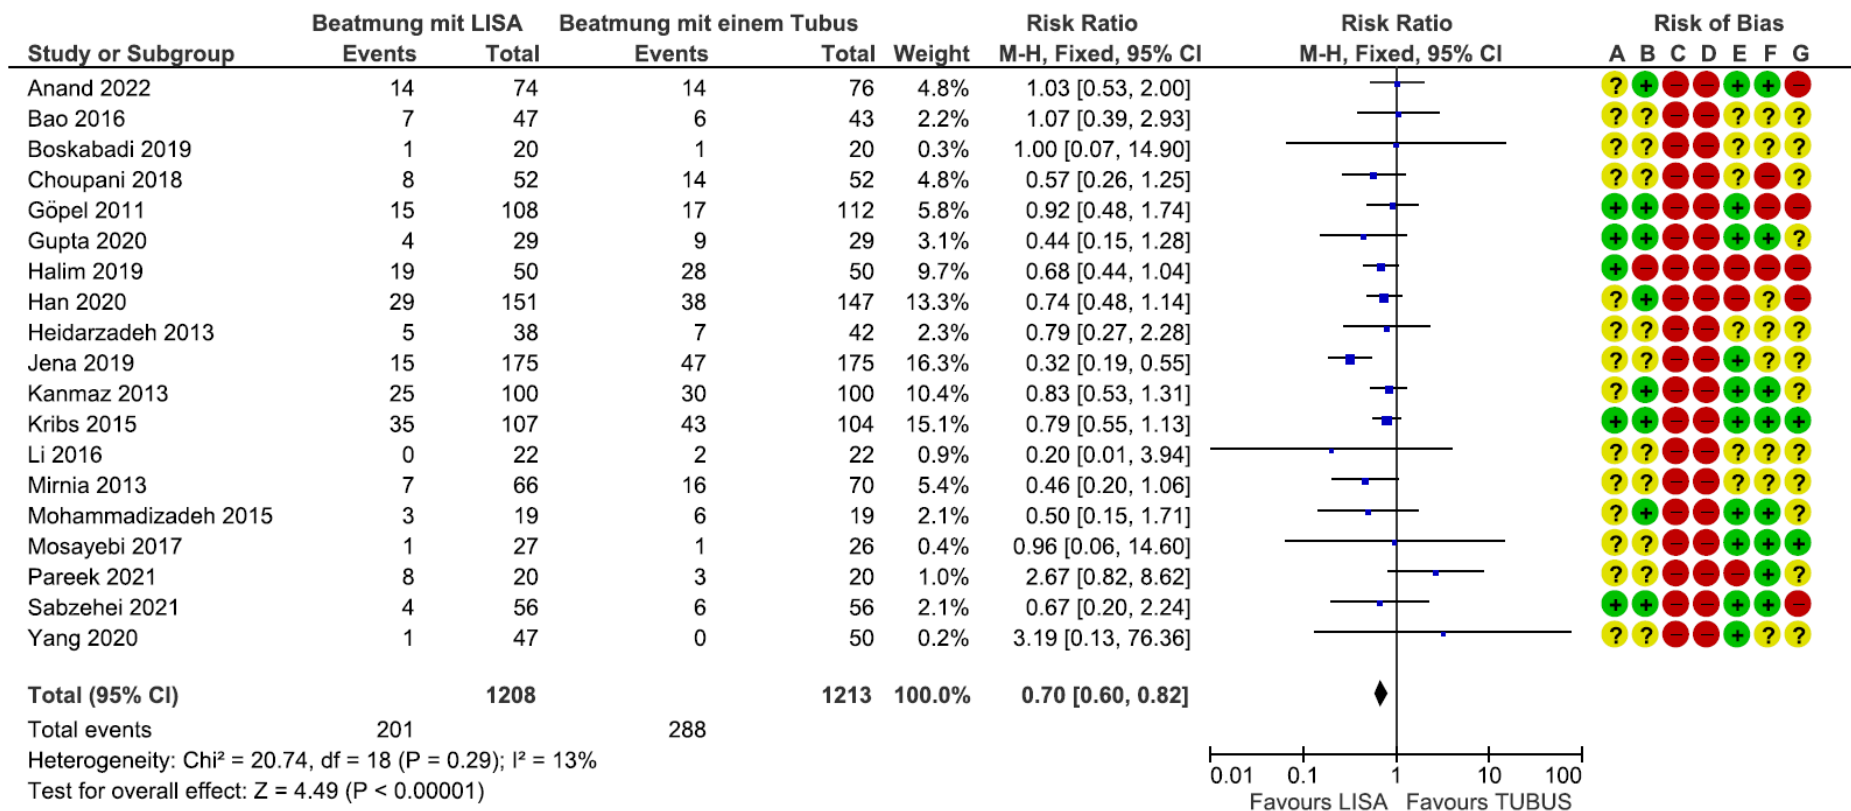 Beatmung mit LISA Beatmung mit einem Tubus Risk Ratio Risk Ratio Risk of Bias
Study or Subgroup Events Total Events Total Weight M-H, Fixed, 95% CI M-H, Fixed, 95% CI A B C D E F G
Anand 2022 14 74 14 76 4.8% 1.03 [0.53, 2.00] ? + − − + + −
Bao 2016 7 47 6 43 2.2% 1.07 [0.39, 2.93] ? ? − − ? ? ?
Boskabadi 2019 1 20 1 20 0.3% 1.00 [0.07, 14.90] ? ? − − ? ? ?
Choupani 2018 8 52 14 52 4.8% 0.57 [0.26, 1.25] ? ? − − ? − ?
Göpel 2011 15 108 17 112 5.8% 0.92 [0.48, 1.74] + + − − + − −
Gupta 2020 4 29 9 29 3.1% 0.44 [0.15, 1.28] + + − − + + ?
Halim 2019 19 50 28 50 9.7% 0.68 [0.44, 1.04] + − − − − − −
Han 2020 29 151 38 147 13.3% 0.74 [0.48, 1.14] ? + − − − ? −
Heidarzadeh 2013 5 38 7 42 2.3% 0.79 [0.27, 2.28] ? ? − − ? ? ?
Jena 2019 15 175 47 175 16.3% 0.32 [0.19, 0.55] ? ? − − + ? ?
Kanmaz 2013 25 100 30 100 10.4% 0.83 [0.53, 1.31] ? + − − + + ?
Kribs 2015 35 107 43 104 15.1% 0.79 [0.55, 1.13] + + − − + + +
Li 2016 0 22 2 22 0.9% 0.20 [0.01, 3.94] ? ? − − ? ? ?
Mirnia 2013 7 66 16 70 5.4% 0.46 [0.20, 1.06] ? ? − − ? ? ?
Mohammadizadeh 2015 3 19 6 19 2.1% 0.50 [0.15, 1.71] ? + − − + + ?
Mosayebi 2017 1 27 1 26 0.4% 0.96 [0.06, 14.60] ? ? − − + + +
Pareek 2021 8 20 3 20 1.0% 2.67 [0.82, 8.62] ? ? − − − + ?
Sabzehei 2021 4 56 6 56 2.1% 0.67 [0.20, 2.24] + + − − + + −
Yang 2020 1 47 0 50 0.2% 3.19 [0.13, 76.36] ? ? − − + ? ?
Total (95% CI) 1208 1213 100.0% 0.70 [0.60, 0.82]
Total events 201 288
Heterogeneity: Chi² = 20.74, df = 18 (P = 0.29); I² = 13%
Test for overall effect: Z = 4.49 (P < 0.00001)
0.01 0.1 1 10 100
Favours LISA Favours TUBUS